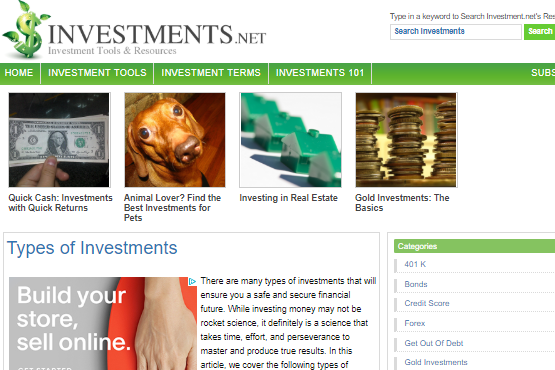 INVESTMENTS.NET
Investment Tools & Resources
Type in a keyword to Search Investment.net's Res
Search Investments
Search
HOME
INVESTMENT TOOLS
INVESTMENT TERMS
INVESTMENTS 101
SUBS
Quick Cash: Investments
with Quick Returns
Animal Lover? Find the
Best Investments for
Pets
Investing in Real Estate
Gold Investments: The
Basics
Types of Investments
Build your
store,
sell online.
GET STARTED
There are many types of investments that will
ensure you a safe and secure financial
future. While investing money may not be
rocket science, it definitely is a science that
takes time, effort, and perseverance to
master and produce true results. In this
article, we cover the following types of
Categories
401 K
Bonds
Credit Score
Forex
Get Out Of Debt
Gold Investments